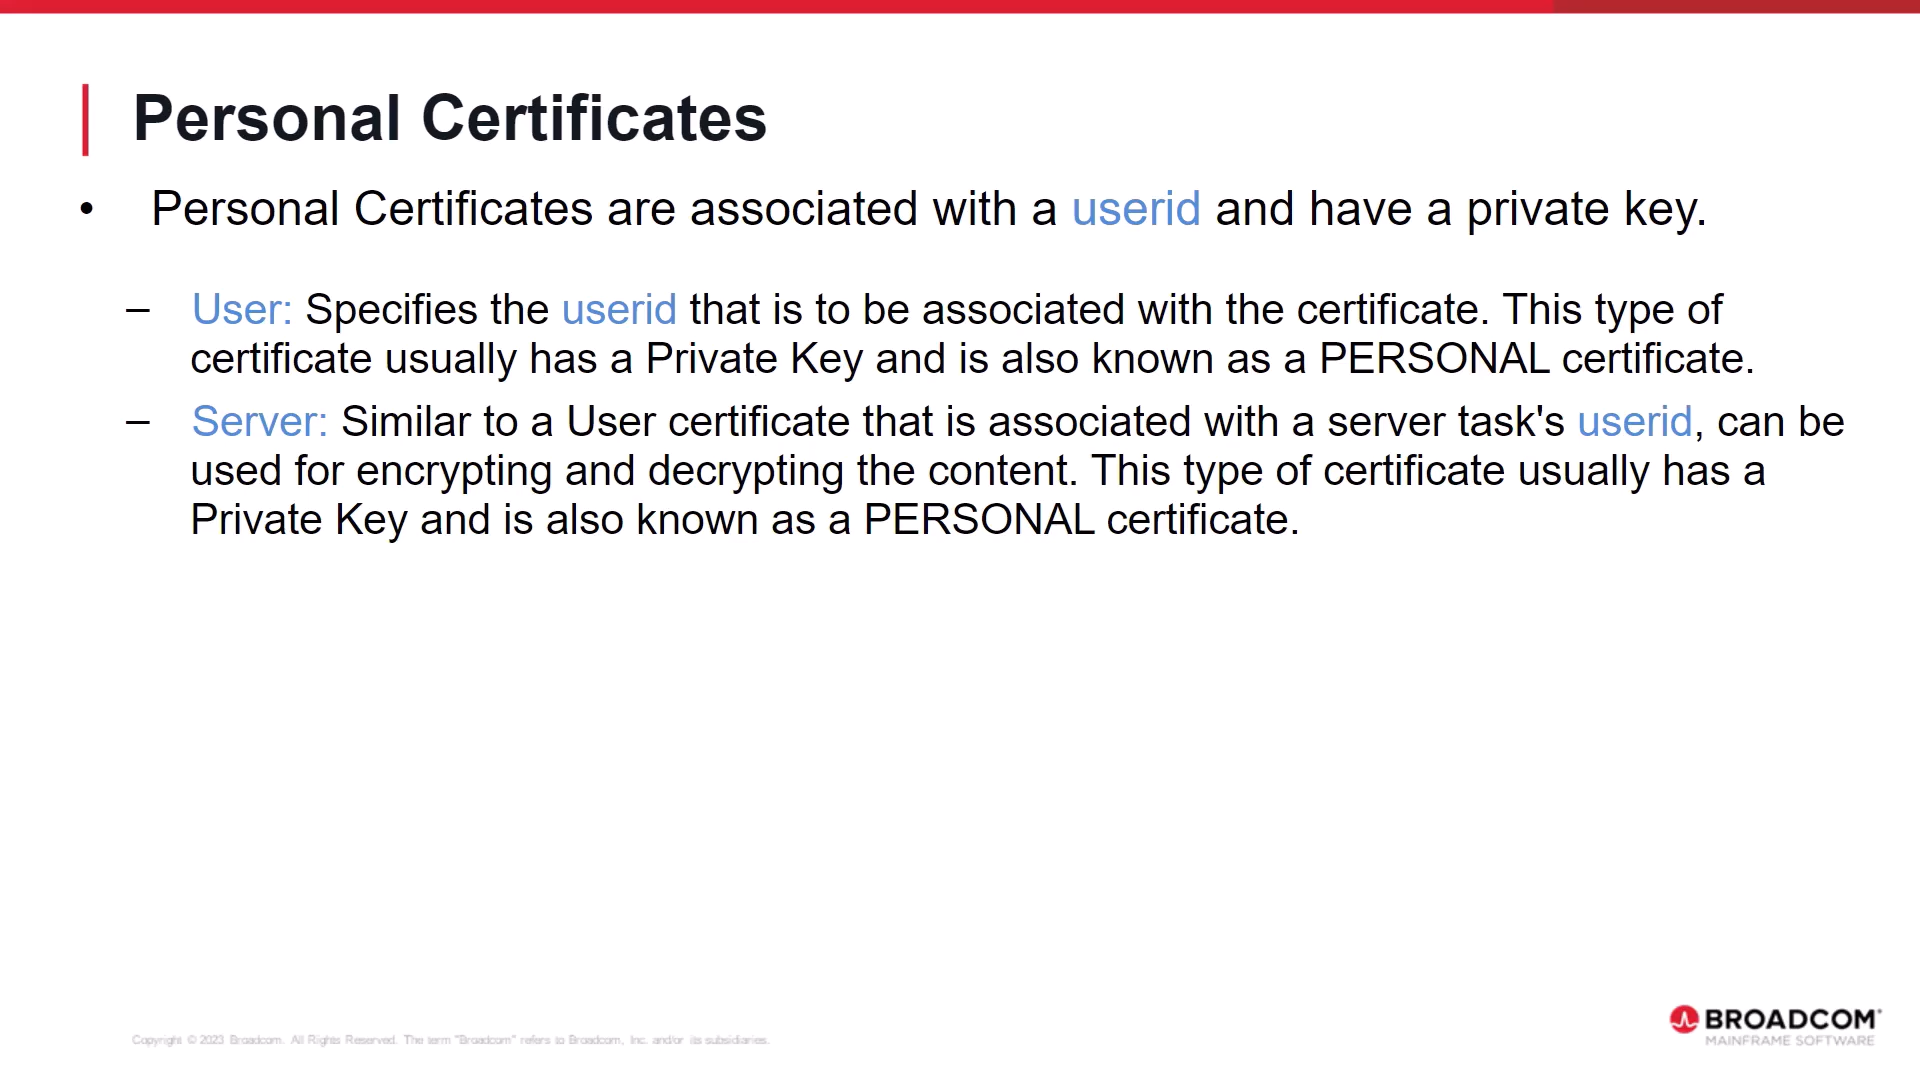 Personal Certificates
• Personal Certificates are associated with a userid and have a private key.
– User: Specifies the userid that is to be associated with the certificate. This type of
certificate usually has a Private Key and is also known as a PERSONAL certificate.
– Server: Similar to a User certificate that is associated with a server task's userid, can be
used for encrypting and decrypting the content. This type of certificate usually has a
Private Key and is also known as a PERSONAL certificate.
Copyright © 2023 Broadcom. All Rights Reserved. The term "Broadcom" refers to Broadcom, Inc. and/or its subsidiaries.
BROADCOM
MAINFRAME SOFTWARE